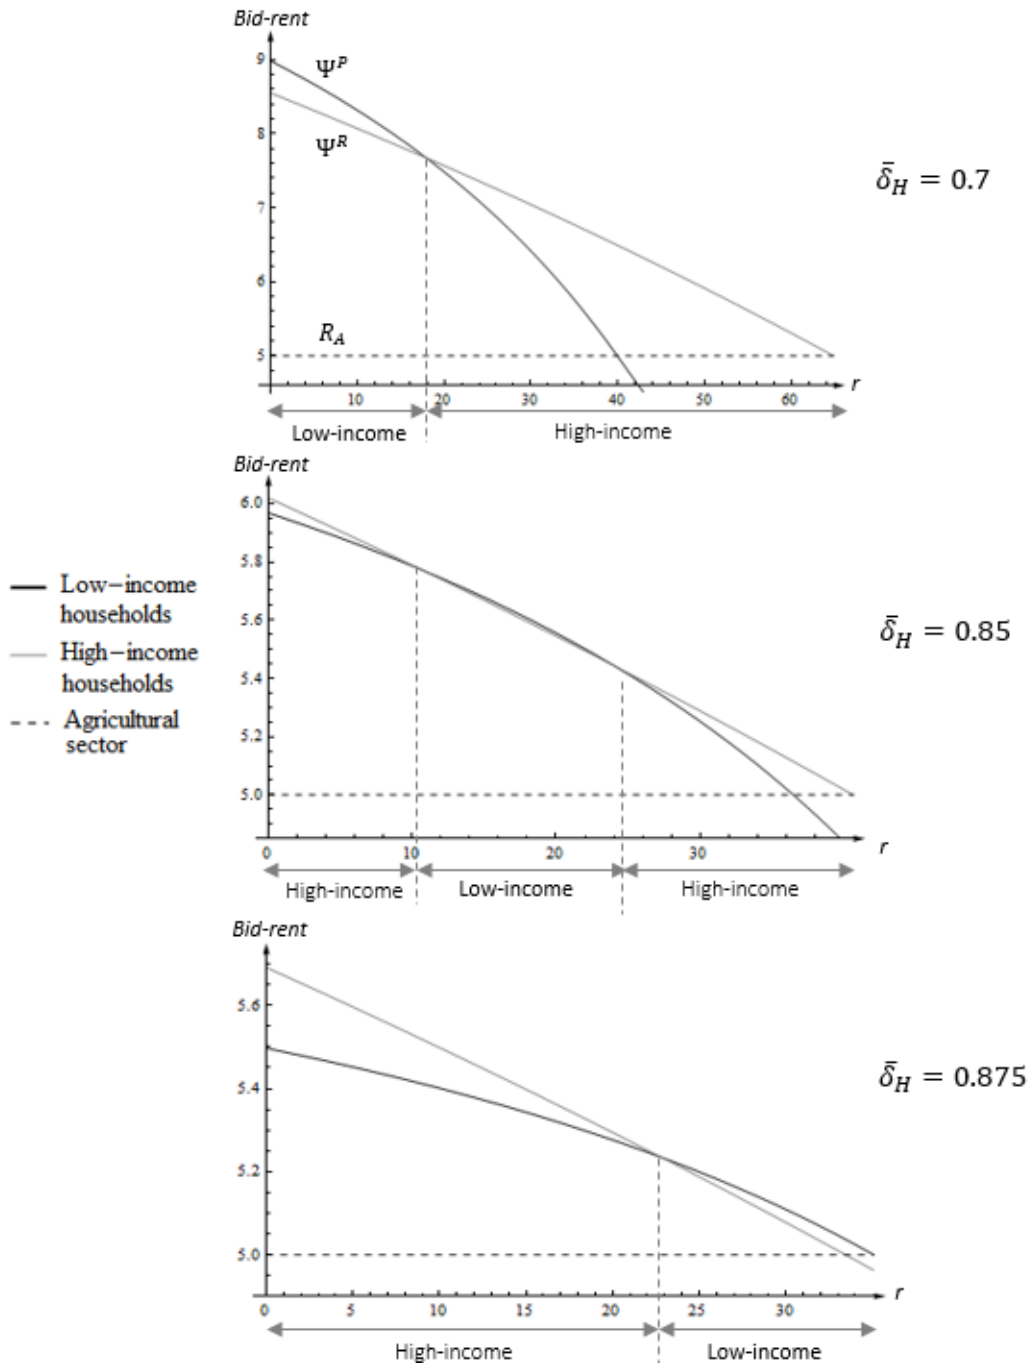 Bid-rent
9
Ψ^P
8
Ψ^R
δ̄_H = 0.7
7
6
R_A
5
10 20 30 40 50 60 r
Low-income High-income
Bid-rent
6.0
5.8
Low−income
households
5.6
δ̄_H = 0.85
High−income
households
5.4
Agricultural
sector
5.2
5.0
0 10 20 30 r
High-income Low-income High-income
Bid-rent
5.6
δ̄_H = 0.875
5.4
5.2
5.0
0 5 10 15 20 25 30 r
High-income Low-income